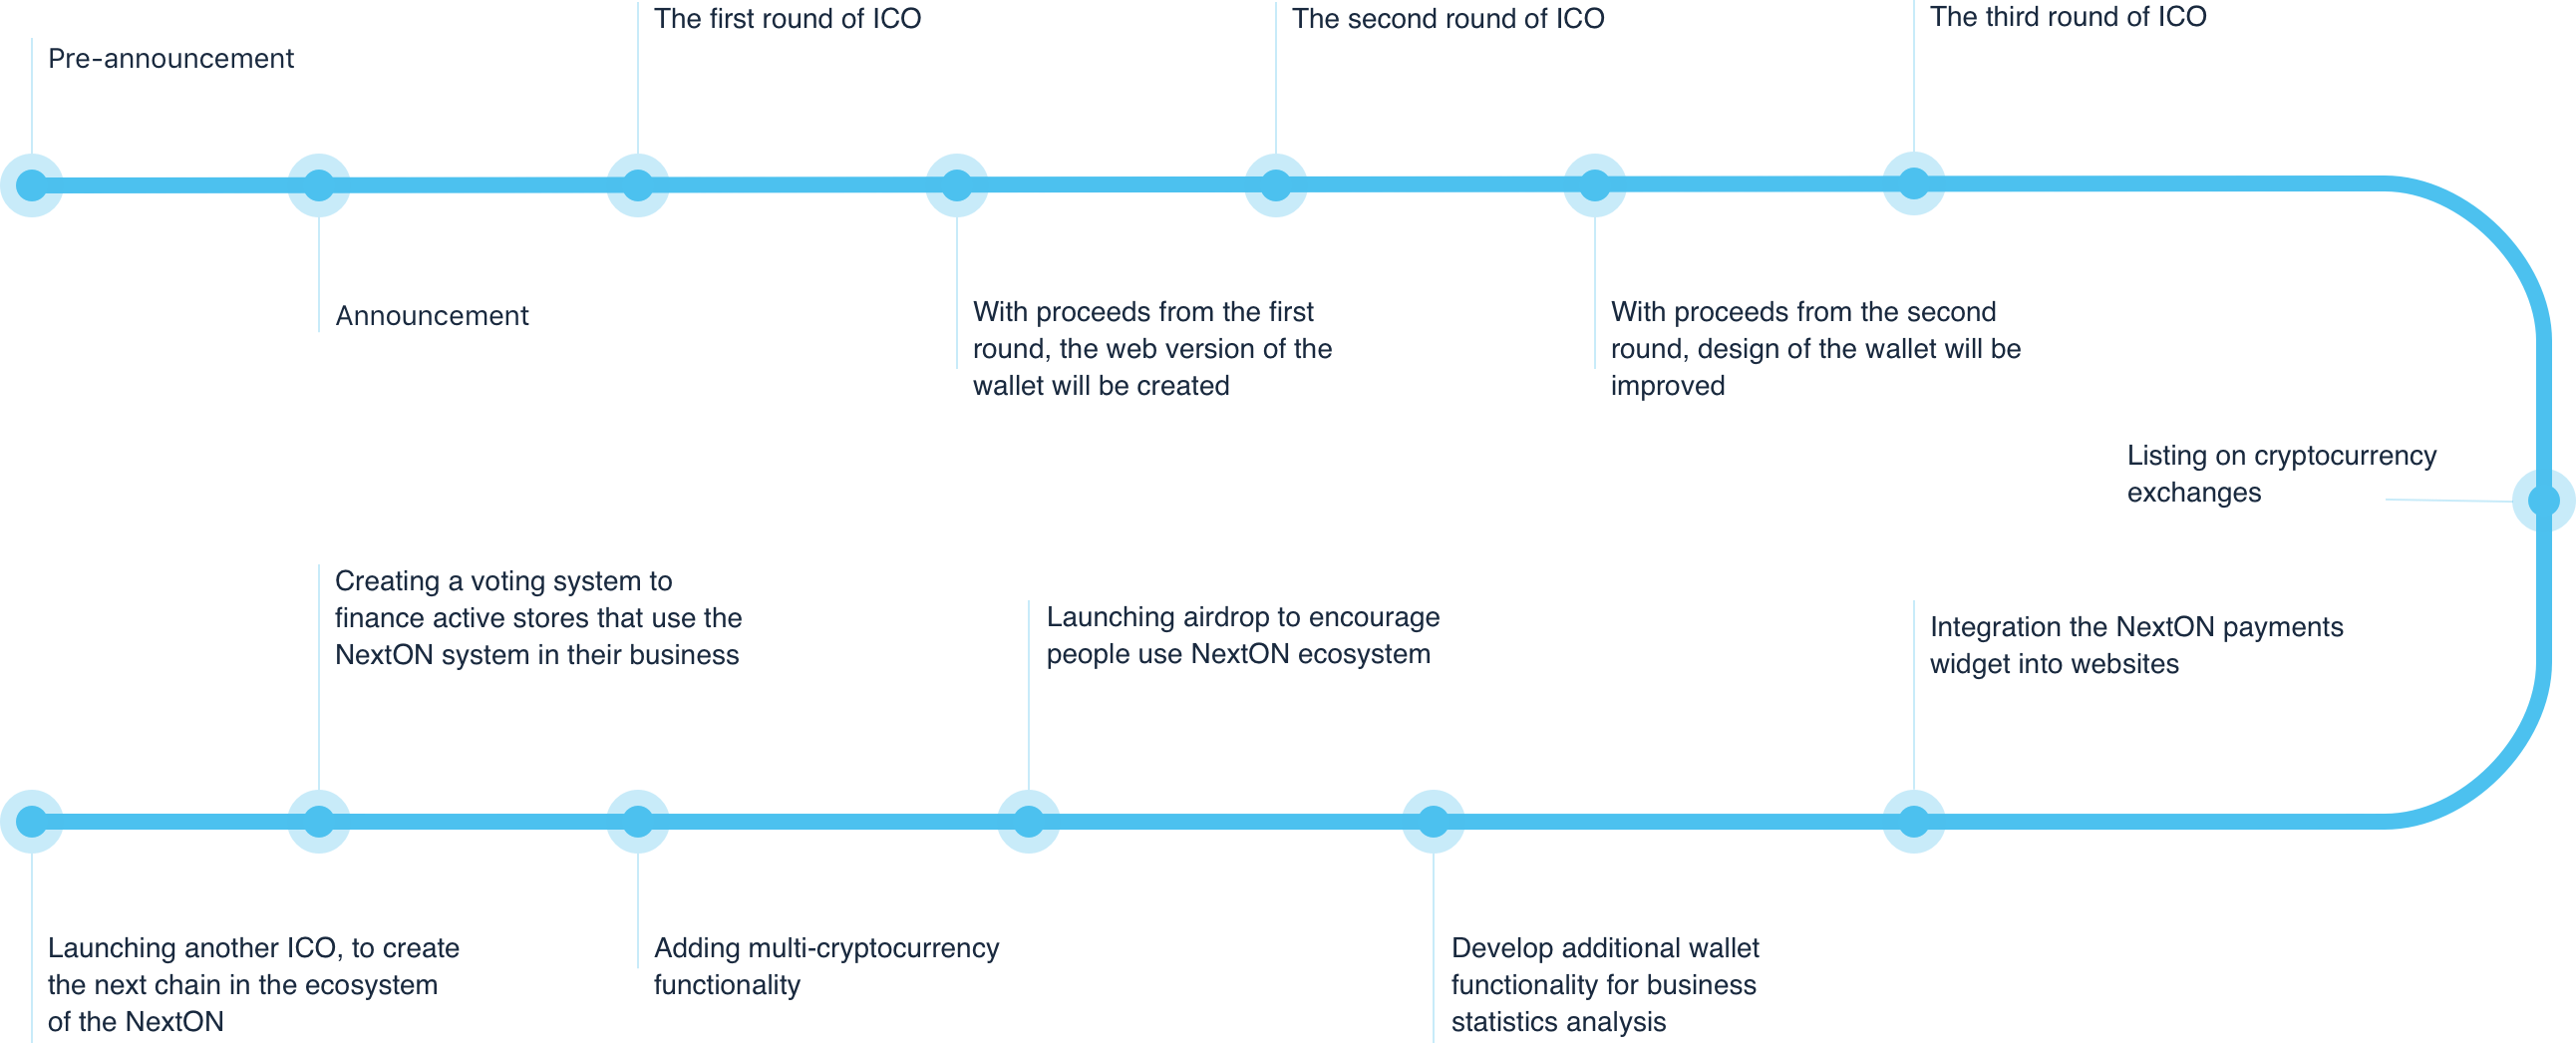 The first round of ICO
The second round of ICO
The third round of ICO
Pre-announcement
Announcement
With proceeds from the first
round, the web version of the
wallet will be created
With proceeds from the second
round, design of the wallet will be
improved
Listing on cryptocurrency
exchanges
Creating a voting system to
finance active stores that use the
NextON system in their business
Launching airdrop to encourage
people use NextON ecosystem
Integration the NextON payments
widget into websites
Launching another ICO, to create
the next chain in the ecosystem
of the NextON
Adding multi-cryptocurrency
functionality
Develop additional wallet
functionality for business
statistics analysis